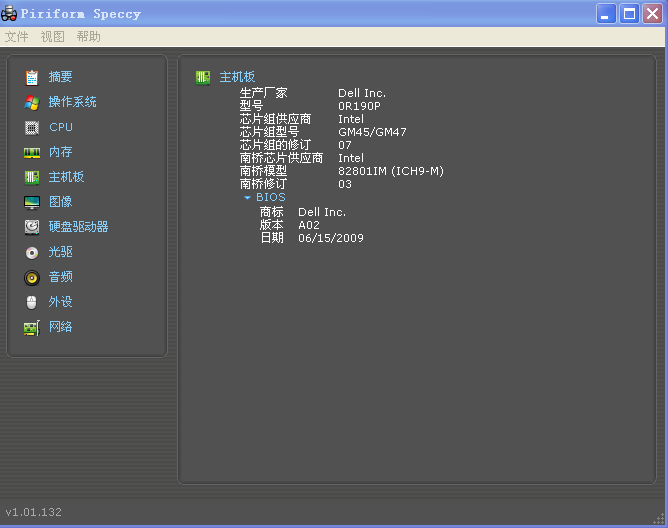 Piriform Speccy
文件 视图 帮助
摘要
操作系统
CPU
内存
主机板
图像
硬盘驱动器
光驱
音频
外设
网络
主机板
生产厂家 Dell Inc.
型号 0R190P
芯片组供应商 Intel
芯片组型号 GM45/GM47
芯片组的修订 07
南桥芯片供应商 Intel
南桥模型 82801IM (ICH9-M)
南桥修订 03
BIOS
商标 Dell Inc.
版本 A02
日期 06/15/2009
v1.01.132